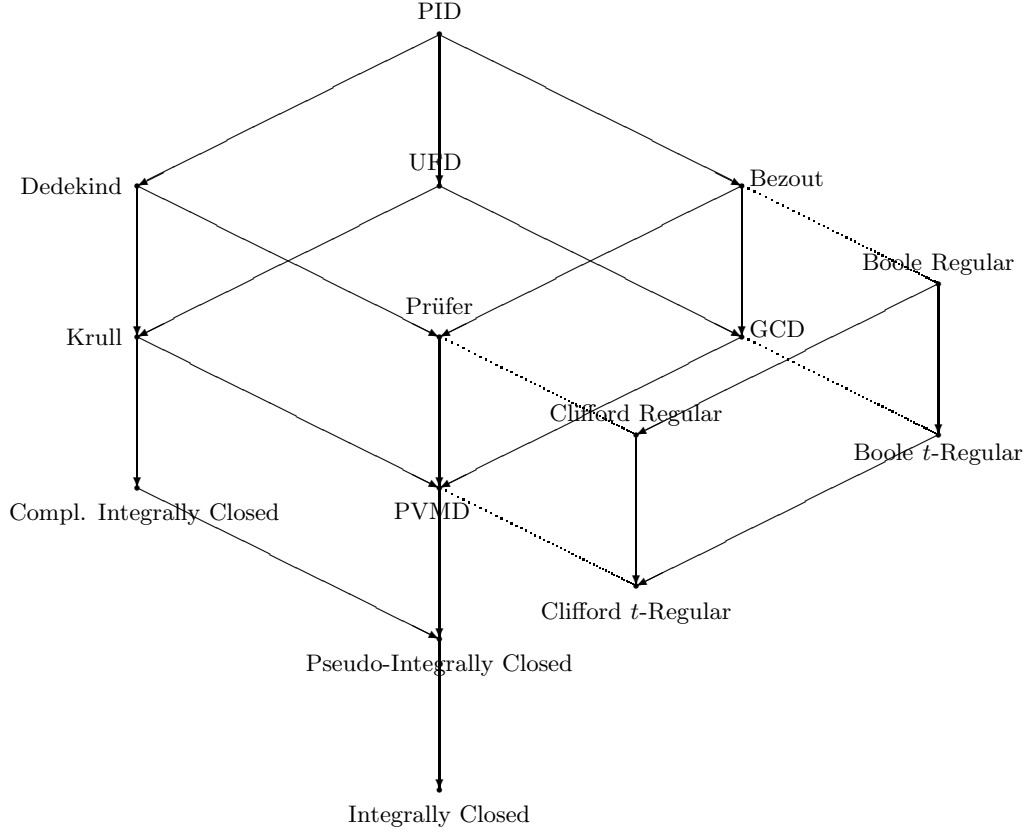 PID
UFD
Dedekind
Bezout
Boole Regular
Prüfer
Krull
GCD
Clifford Regular
Boole t-Regular
Compl. Integrally Closed
PVMD
Clifford t-Regular
Pseudo-Integrally Closed
Integrally Closed